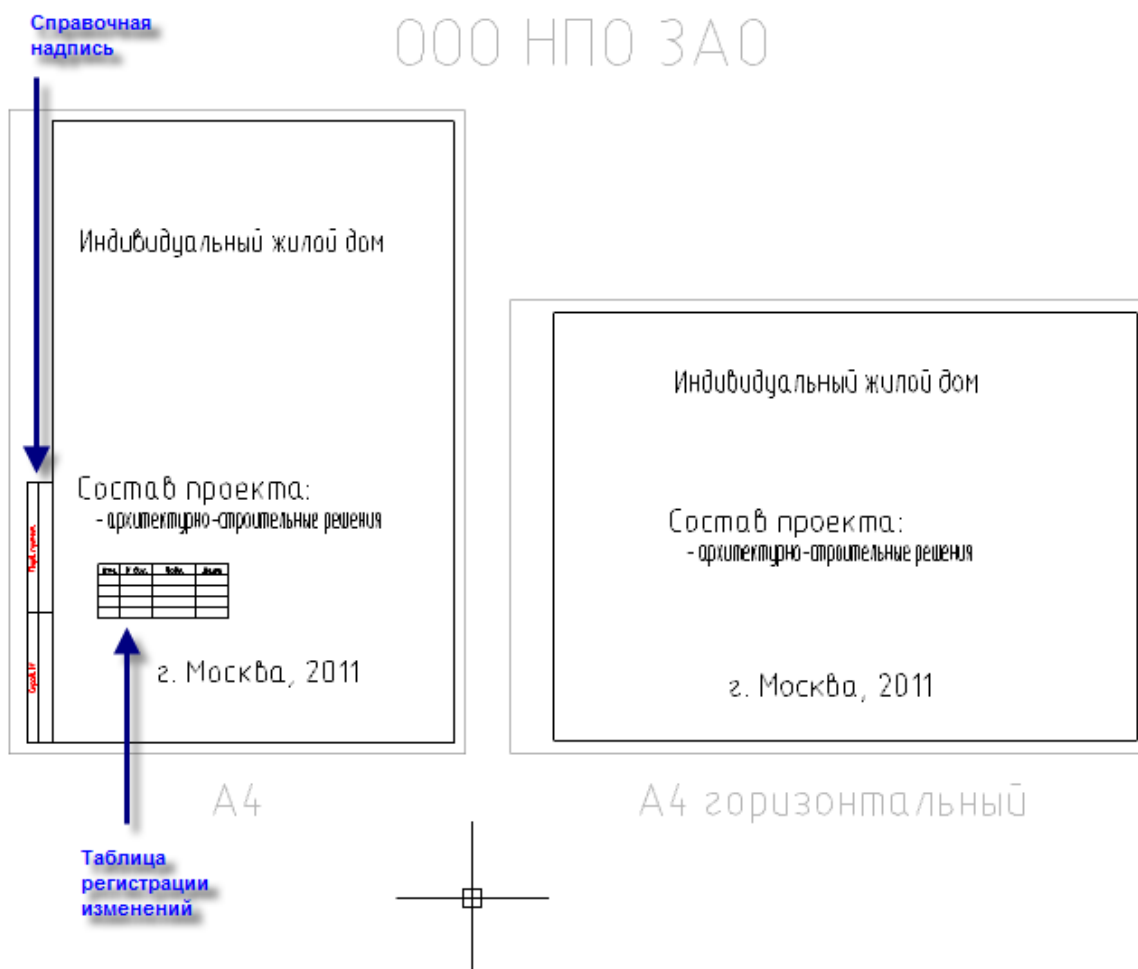 Справочная
надпись
ООО НПО ЗАО
Индивидуальный жилой дом
Состав проекта:
- архитектурно-строительные решения
г. Москва, 2011
А4
Таблица
регистрации
изменений
Индивидуальный жилой дом
Состав проекта:
- архитектурно-строительные решения
г. Москва, 2011
А4 горизонтальный